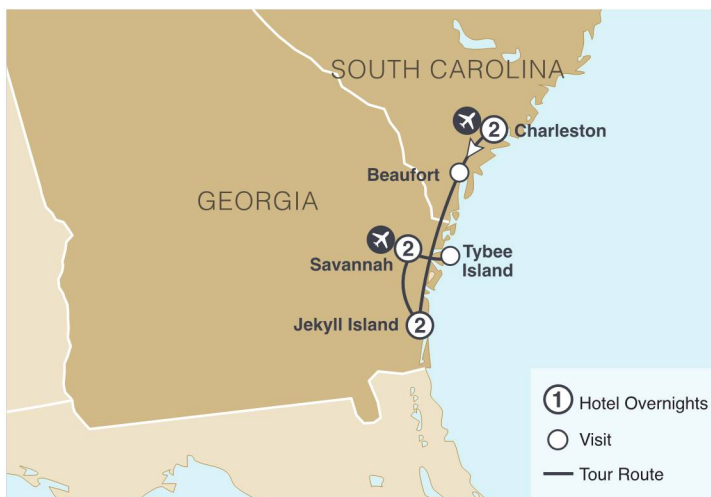 SOUTH CAROLINA
2
Charleston
Beaufort
GEORGIA
2
Savannah
Tybee
Island
Jekyll Island
2
1 Hotel Overnights
Visit
Tour Route